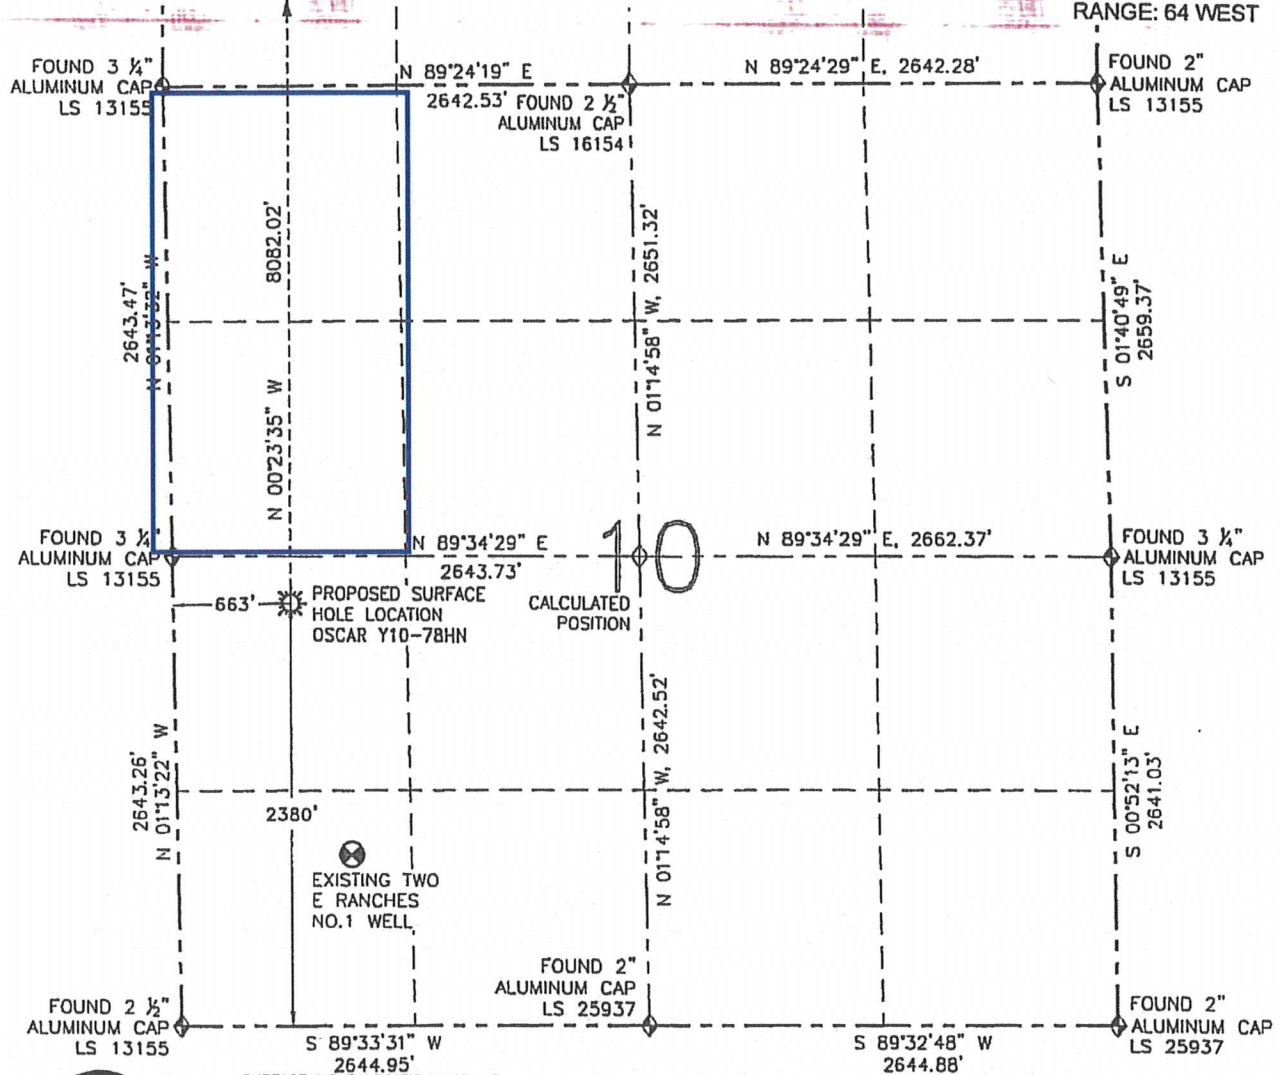 RANGE: 64 WEST
FOUND 3 ¼"
ALUMINUM CAP
LS 13155
N 89°24'19" E
2642.53'
FOUND 2 ½"
ALUMINUM CAP
LS 16154
N 89°24'29" E, 2642.28'
FOUND 2"
ALUMINUM CAP
LS 13155
2643.47'
8082.02'
N 00°23'35" W
N 01°14'58" W, 2651.32'
S 01°40'49" E
2659.37'
FOUND 3 ¼"
ALUMINUM CAP
LS 13155
N 89°34'29" E
2643.73'
10
CALCULATED
POSITION
N 89°34'29" E, 2662.37'
FOUND 3 ¼"
ALUMINUM CAP
LS 13155
663'
PROPOSED SURFACE
HOLE LOCATION
OSCAR Y10-78HN
2643.26'
N 01°13'22" W
2380'
EXISTING TWO
E RANCHES
NO.1 WELL
N 01°14'58" W, 2642.52'
S 00°52'13" E
2641.03'
FOUND 2 ½"
ALUMINUM CAP
LS 13155
S 89°33'31" W
2644.95'
FOUND 2"
ALUMINUM CAP
LS 25937
S 89°32'48" W
2644.88'
FOUND 2"
ALUMINUM CAP
LS 25937